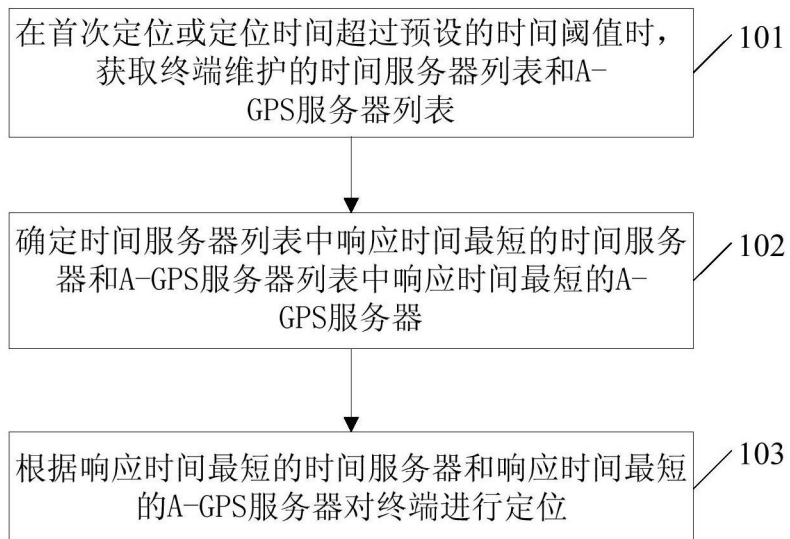 在首次定位或定位时间超过预设的时间阈值时，
获取终端维护的时间服务器列表和A-
GPS服务器列表
101
确定时间服务器列表中响应时间最短的时间服务
器和A-GPS服务器列表中响应时间最短的A-
GPS服务器
102
根据响应时间最短的时间服务器和响应时间最短
的A-GPS服务器对终端进行定位
103